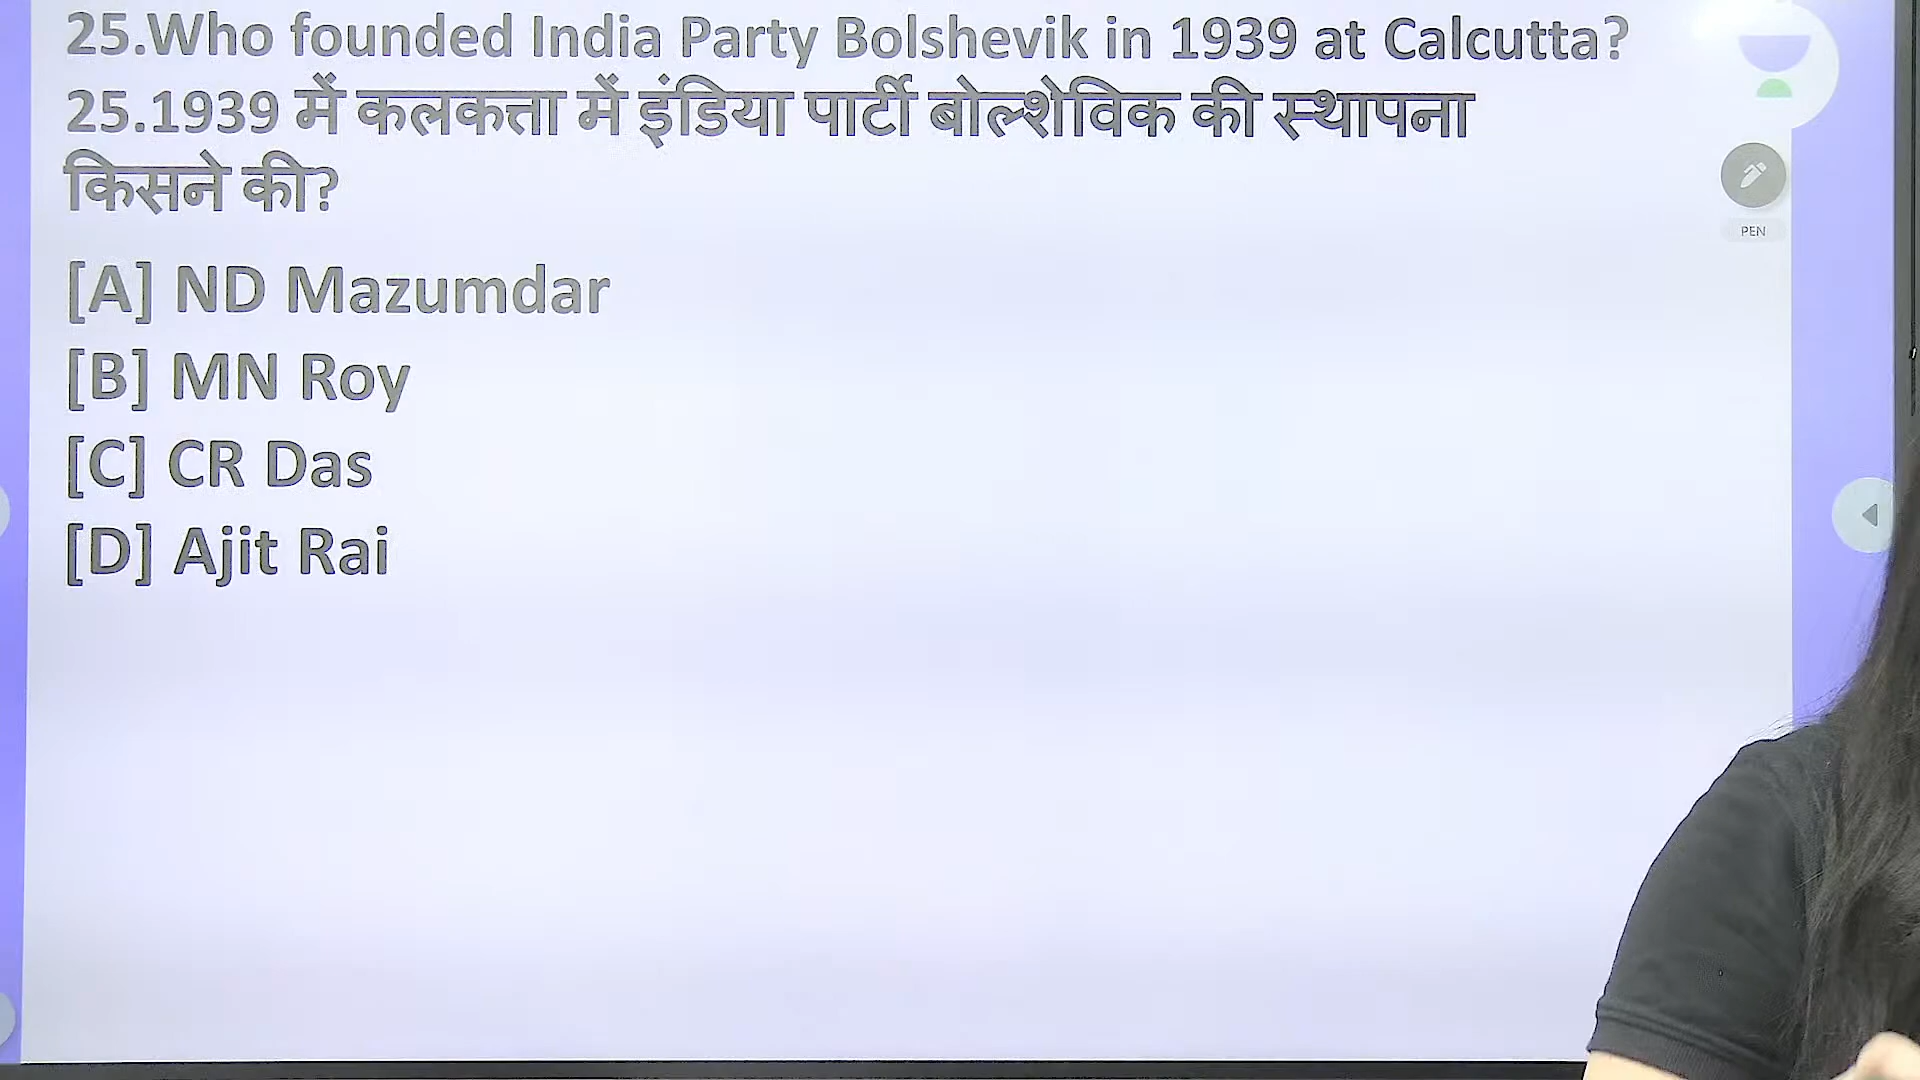 25.Who founded India Party Bolshevik in 1939 at Calcutta?
25.1939 में कलकत्ता में इंडिया पार्टी बोल्शेविक की स्थापना
किसने की?
PEN
[A] ND Mazumdar
[B] MN Roy
[C] CR Das
[D] Ajit Rai